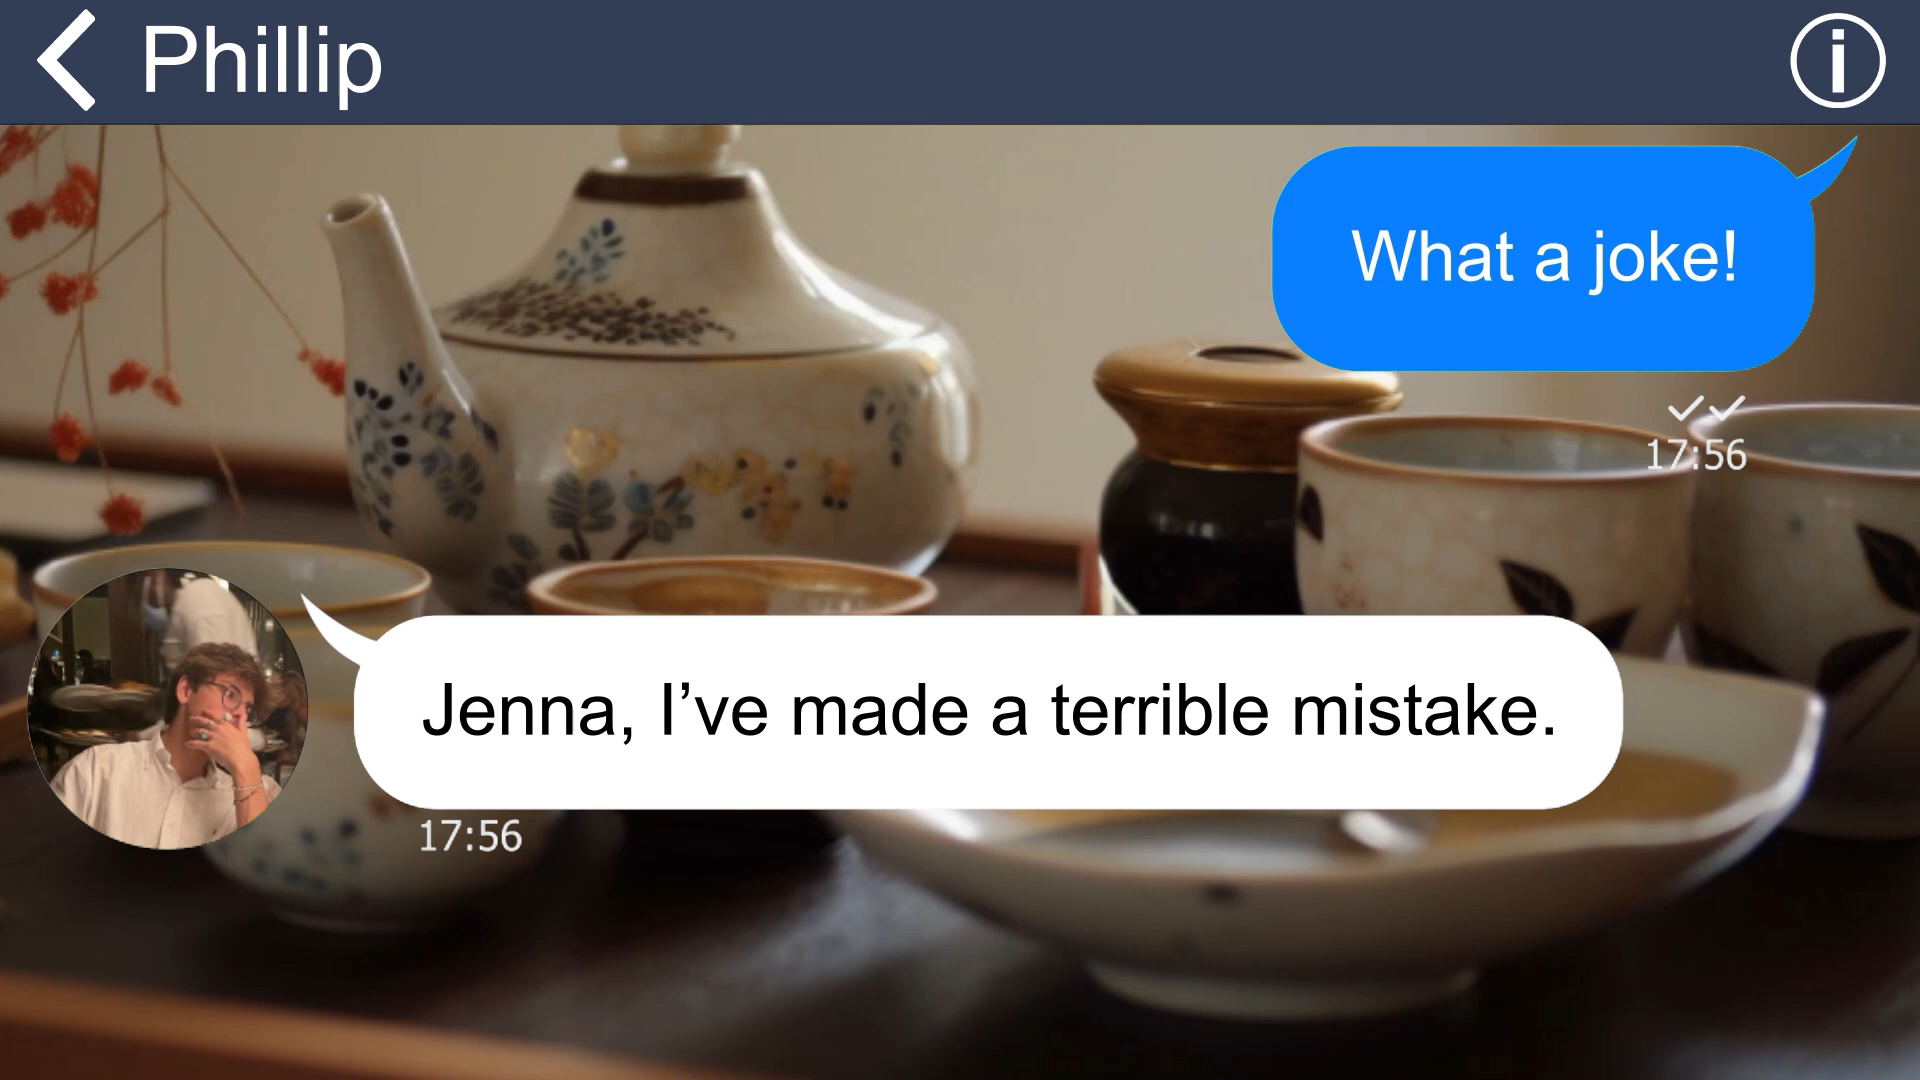 Phillip
What a joke!
17:56
Jenna, I’ve made a terrible mistake.
17:56